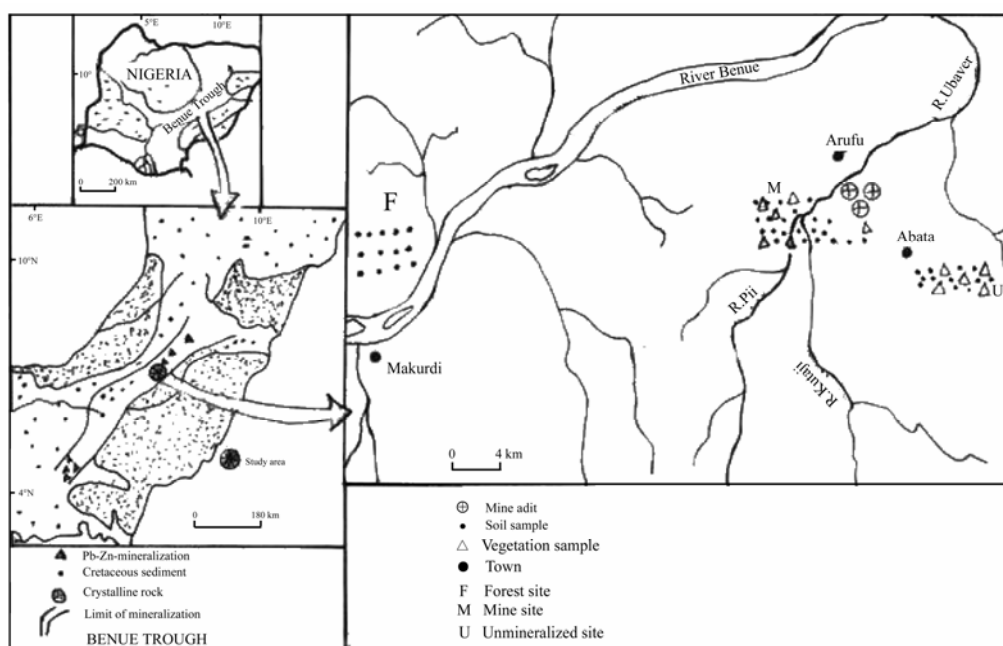 5°E 10°E
10°
NIGERIA
Benue Trough
0 200 km
6° 10°
10°N
4°N
Study area
0 180 km
Pb-Zn-mineralization
Cretaceous sediment
Crystalline rock
Limit of mineralization
BENUE TROUGH
River Benue
R.Ubaver
Arufu
F
M
Abata
U
R.Pii
R.Kutaji
Makurdi
0 4 km
Mine adit
Soil sample
Vegetation sample
Town
F Forest site
M Mine site
U Unmineralized site